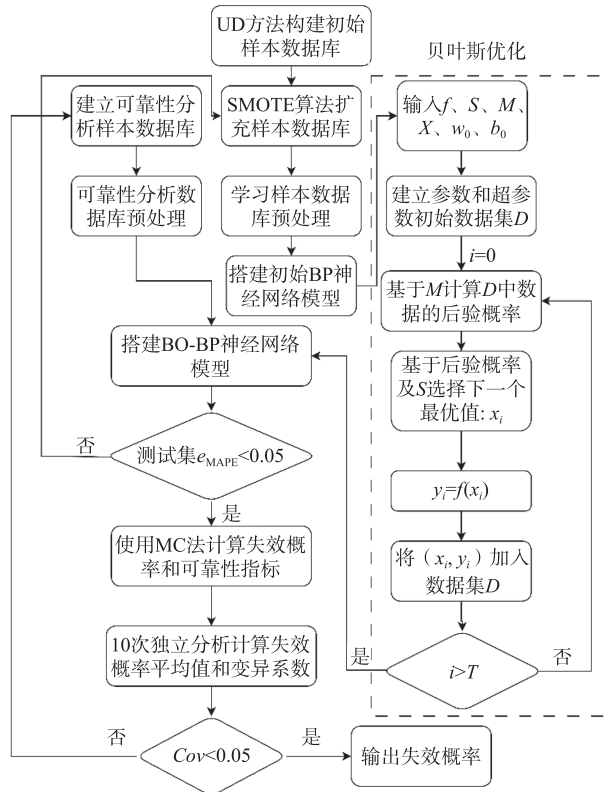 UD方法构建初始
样本数据库
贝叶斯优化
建立可靠性分
析样本数据库
SMOTE算法扩
充样本数据库
输入f、S、M、
X、w₀、b₀
可靠性分析数
据库预处理
学习样本数据
库预处理
建立参数和超参
数初始数据集D
搭建初始BP神
经网络模型
i=0
基于M计算D中数
据的后验概率
搭建BO-BP神经网络
模型
基于后验概率
及S选择下一个
最优值: xᵢ
否
测试集eMAPE<0.05
是
yᵢ=f(xᵢ)
使用MC法计算失效概
率和可靠性指标
将（xᵢ, yᵢ）加入
数据集D
10次独立分析计算失效
概率平均值和变异系数
是
i>T
否
否
Cov<0.05
是
输出失效概率